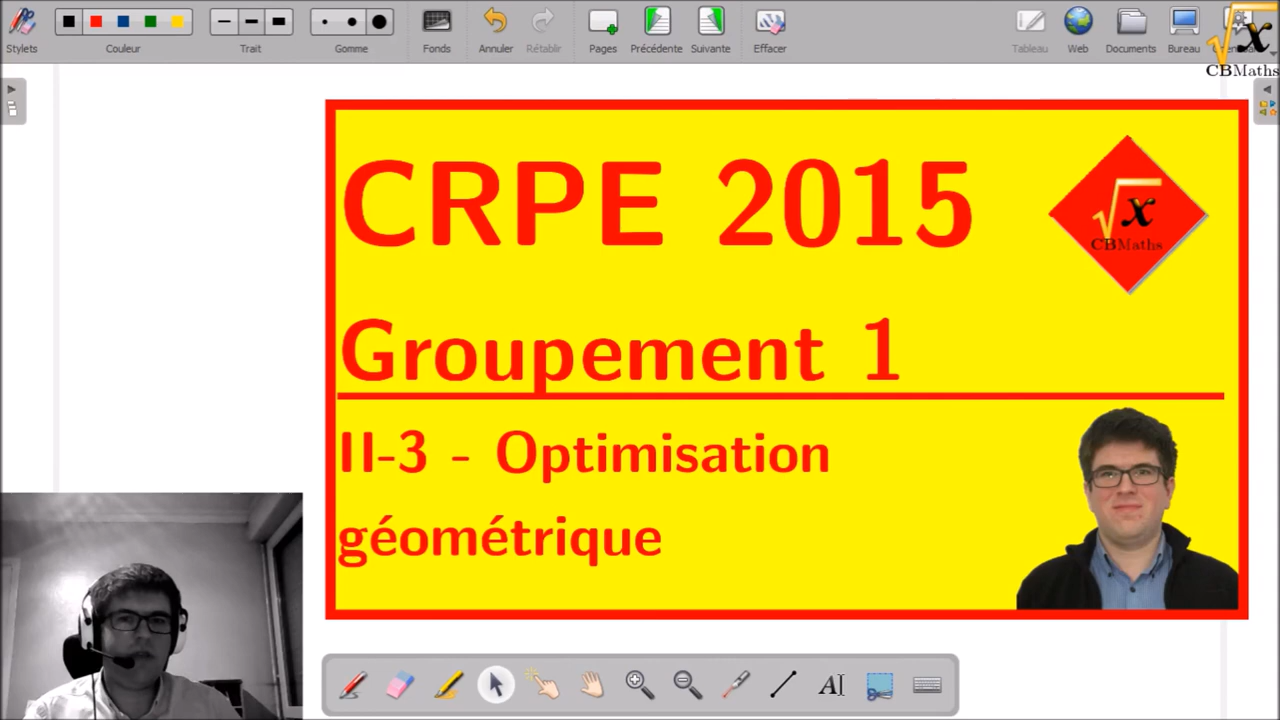 Stylets Couleur Trait Gomme Fonds Annuler Rétablir Pages Précédente Suivante Effacer Tableau Web Documents Bureau
√x
CBMaths
CRPE 2015
√x
CBMaths
Groupement 1
II-3 - Optimisation
géométrique
AI